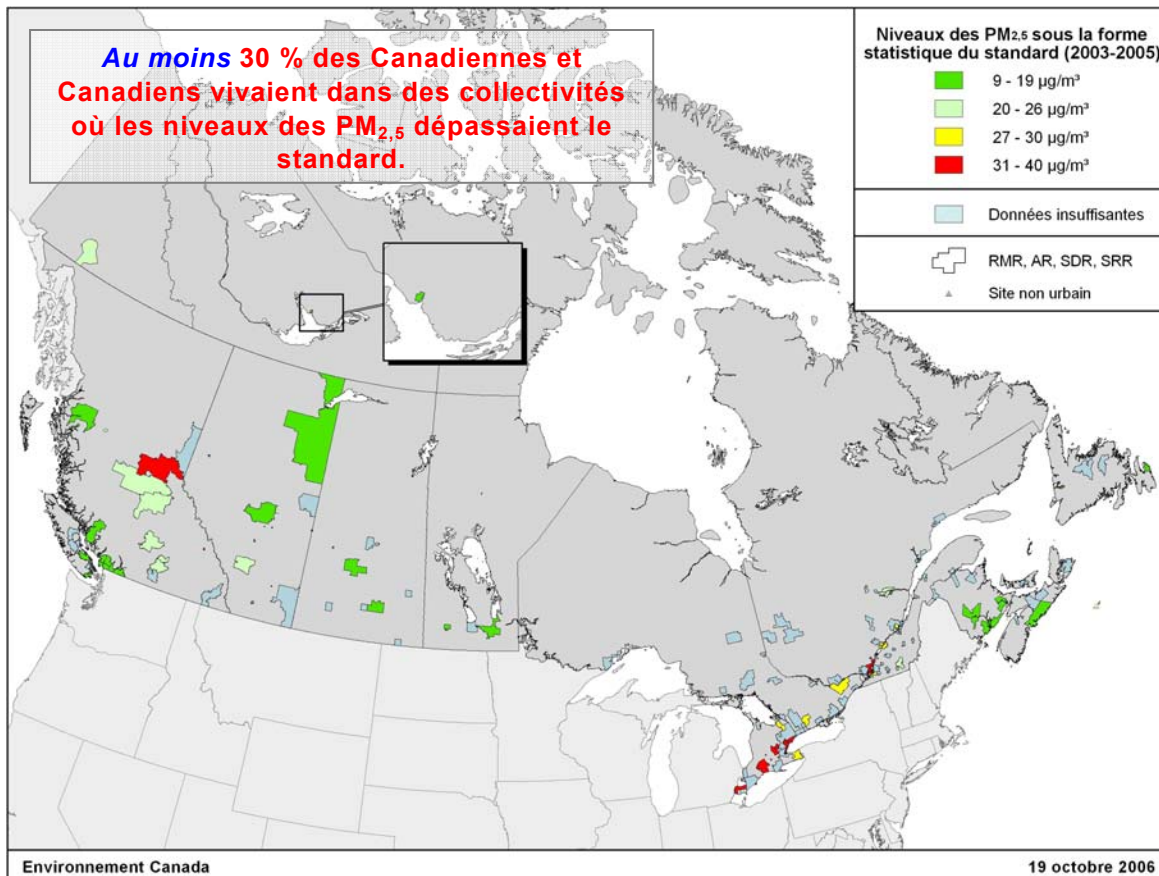 Au moins 30 % des Canadiennes et
Canadiens vivaient dans des collectivités
où les niveaux des PM2,5 dépassaient le
standard.
Niveaux des PM2,5 sous la forme
statistique du standard (2003-2005)
9 - 19 µg/m³
20 - 26 µg/m³
27 - 30 µg/m³
31 - 40 µg/m³
Données insuffisantes
RMR, AR, SDR, SRR
Site non urbain
Environnement Canada
19 octobre 2006